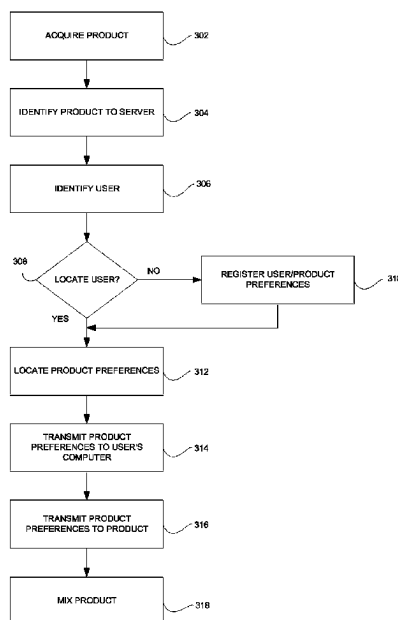 ACQUIRE PRODUCT
302
IDENTIFY PRODUCT TO SERVER
304
IDENTIFY USER
306
308
LOCATE USER?
NO
REGISTER USER/PRODUCT
PREFERENCES
310
YES
LOCATE PRODUCT PREFERENCES
312
TRANSMIT PRODUCT
PREFERENCES TO USER'S
COMPUTER
314
TRANSMIT PRODUCT
PREFERENCES TO PRODUCT
316
MIX PRODUCT
318